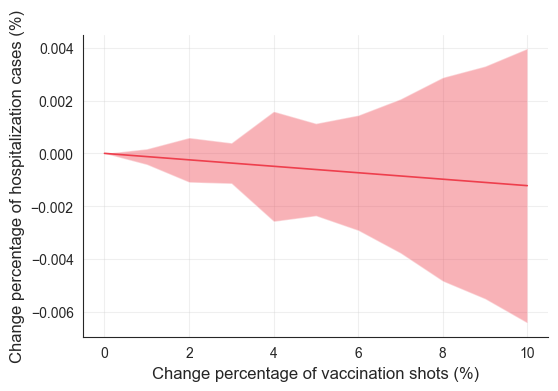 Change percentage of hospitalization cases (%)
0.004
0.002
0.000
−0.002
−0.004
−0.006
0 2 4 6 8 10
Change percentage of vaccination shots (%)